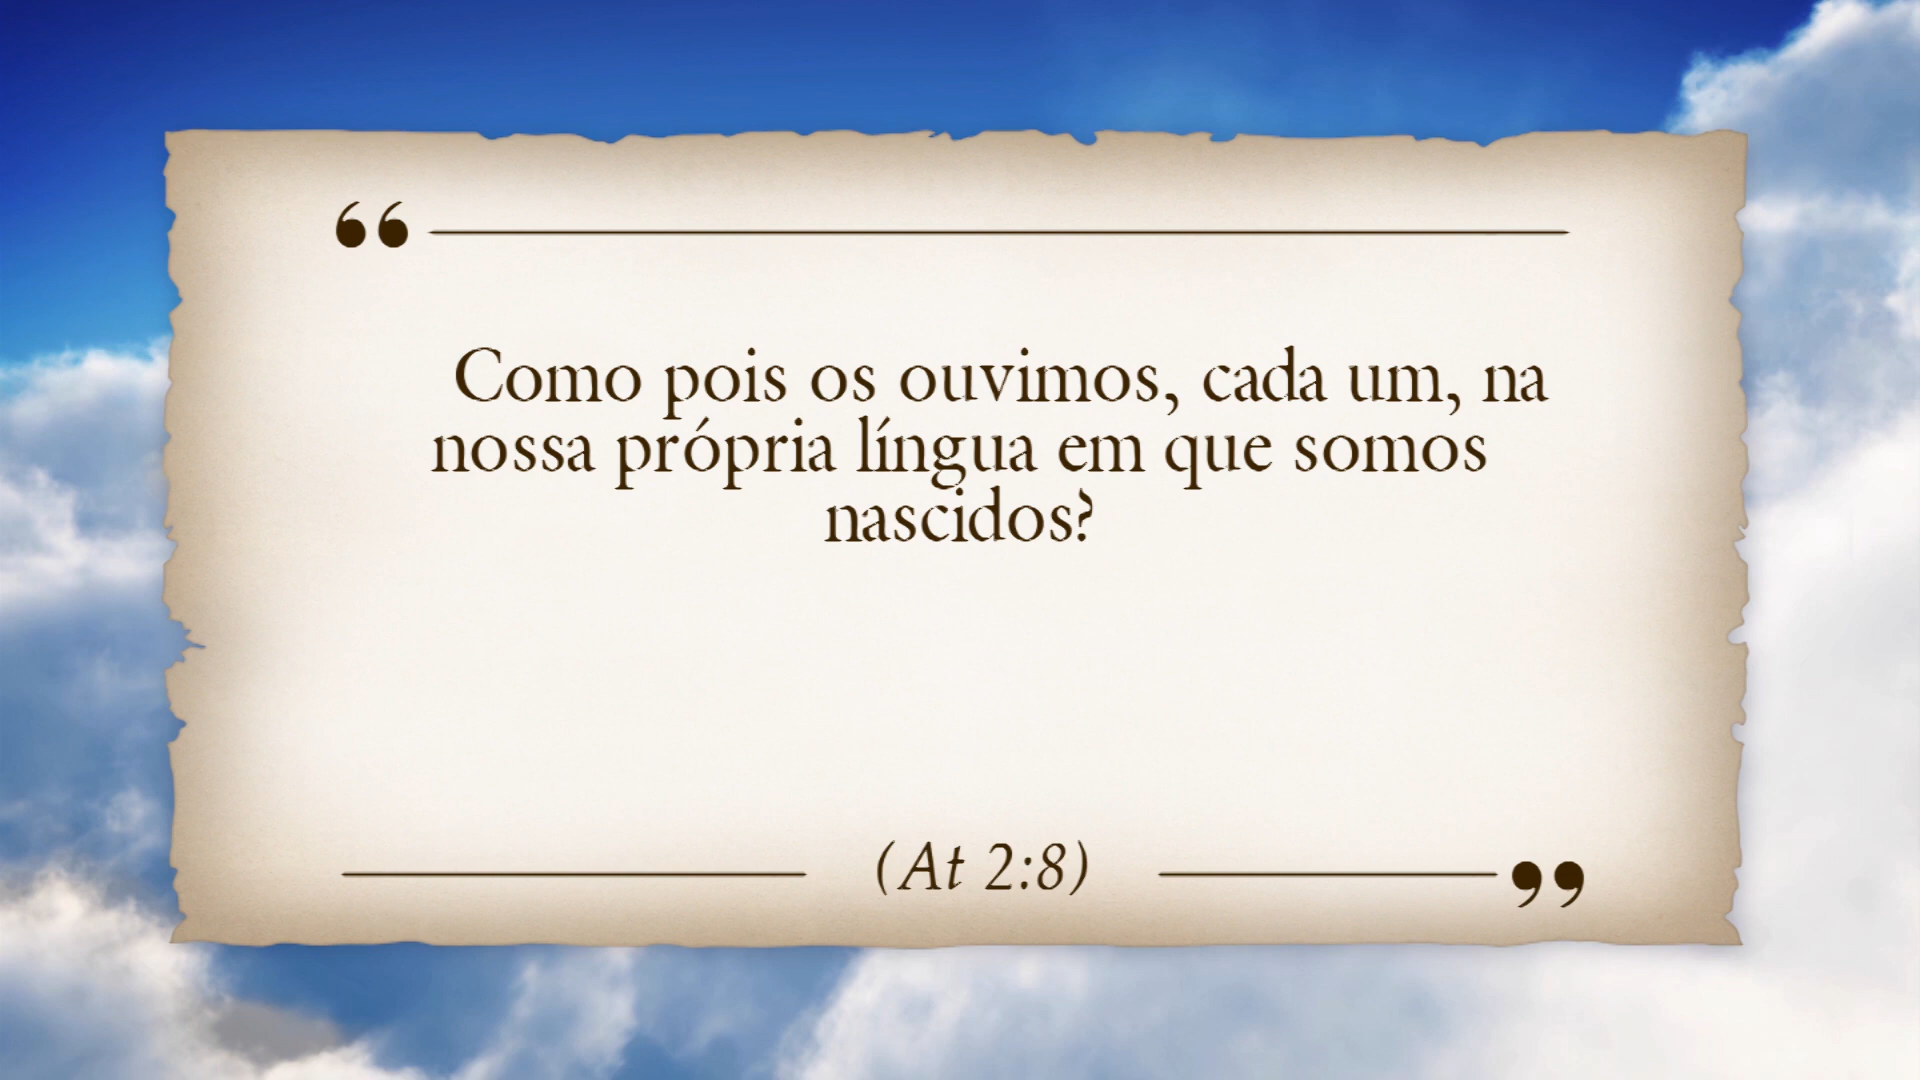 “
Como pois os ouvimos, cada um, na
nossa própria língua em que somos
nascidos?
(At 2:8)
”